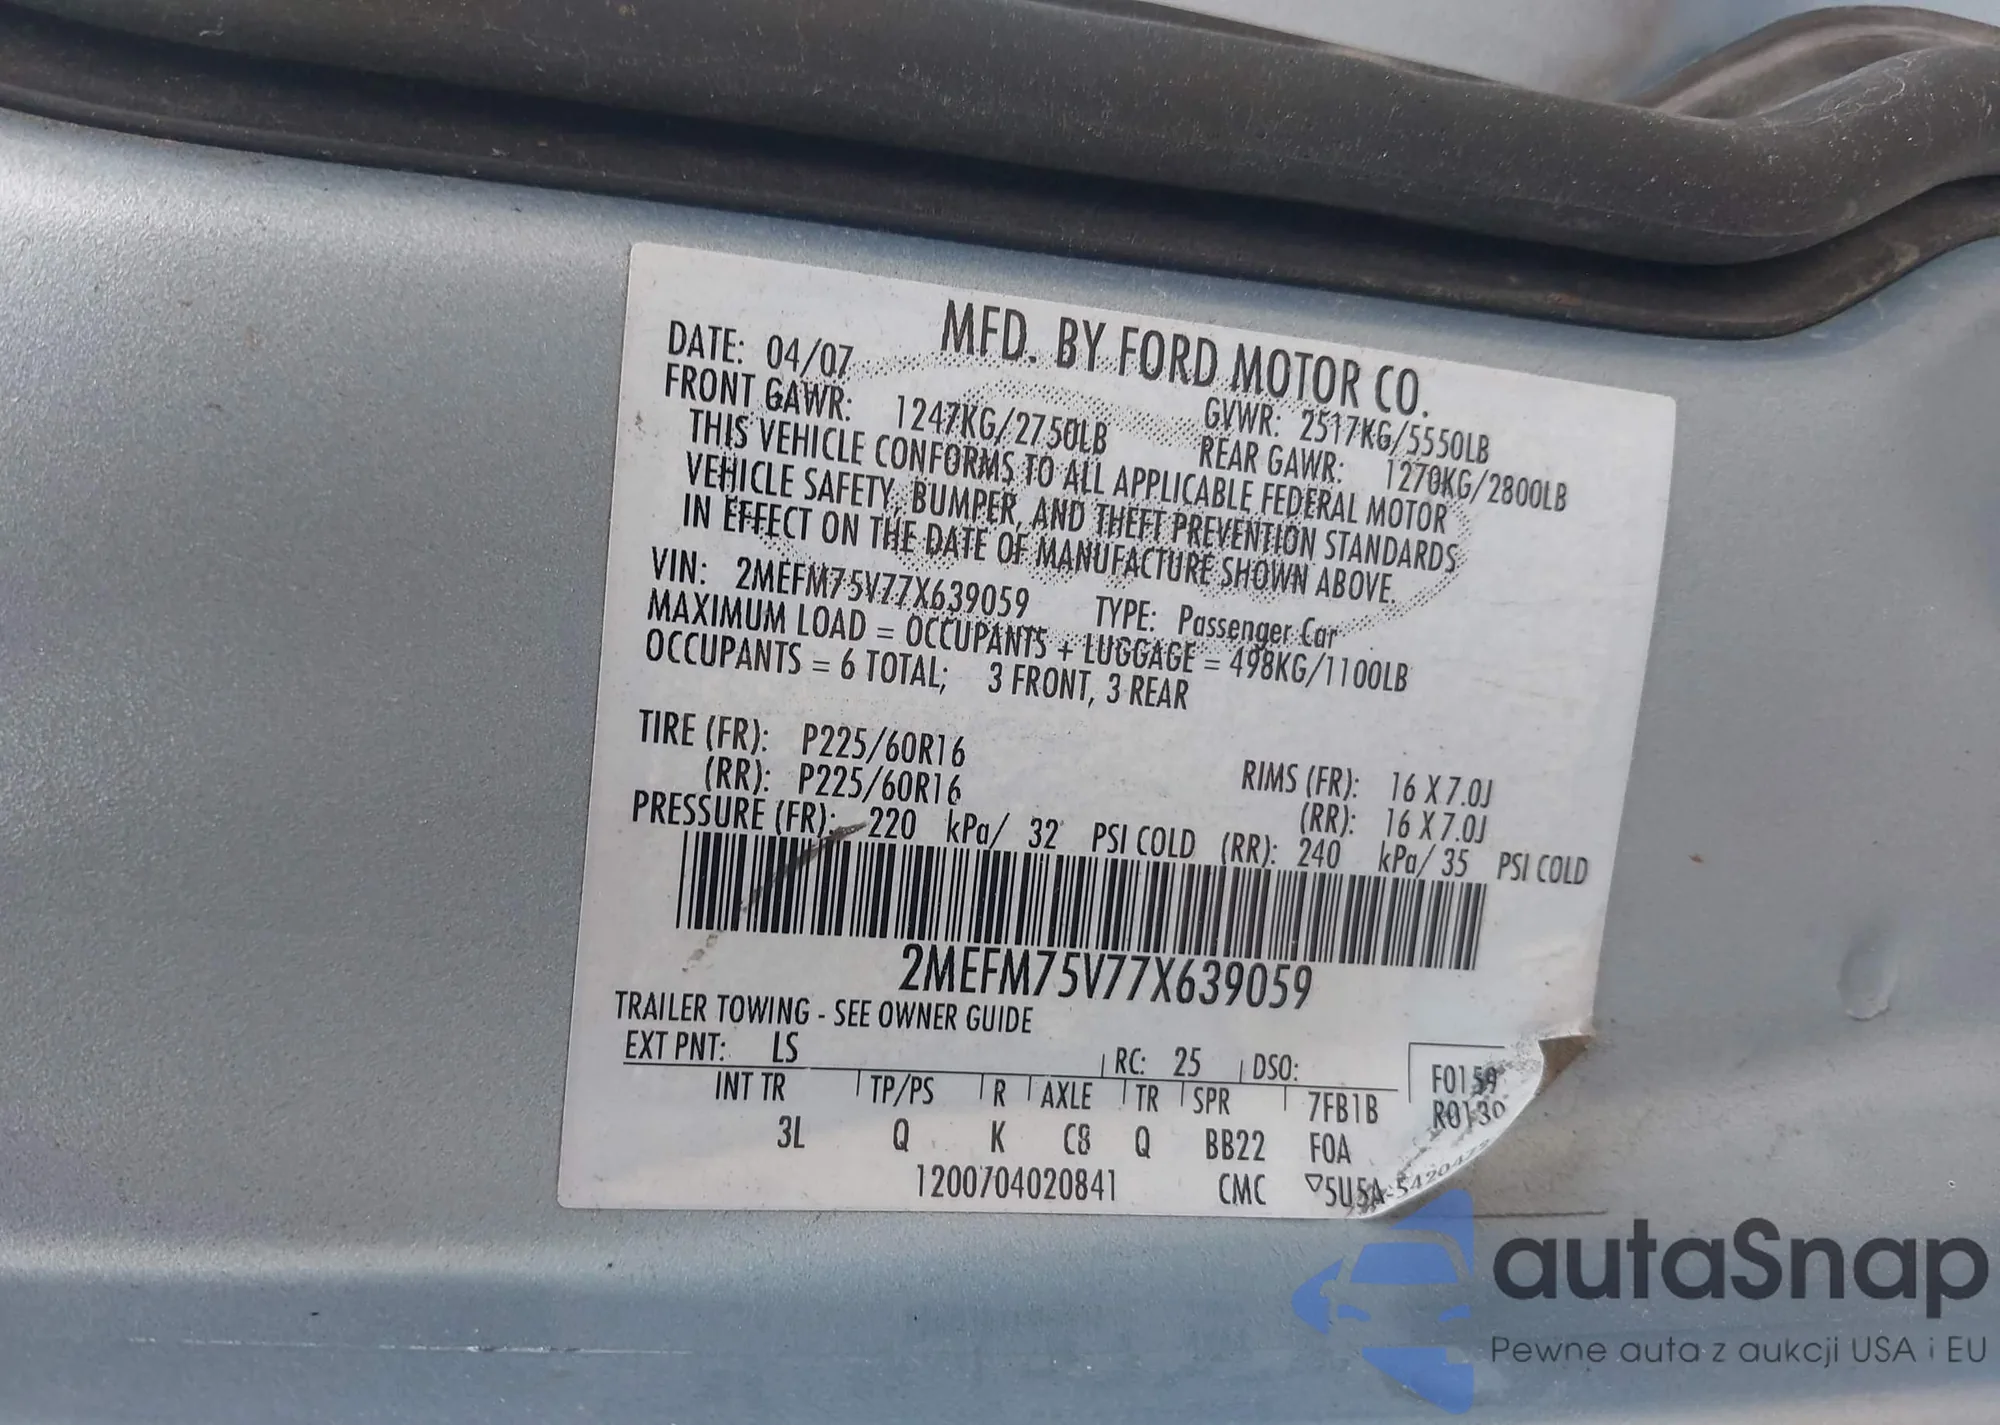 MFD. BY FORD MOTOR CO.
DATE: 04/07 GVWR: 2517KG/5550LB
FRONT GAWR: 1247KG/2750LB REAR GAWR: 1270KG/2800LB
THIS VEHICLE CONFORMS TO ALL APPLICABLE FEDERAL MOTOR
VEHICLE SAFETY, BUMPER, AND THEFT PREVENTION STANDARDS
IN EFFECT ON THE DATE OF MANUFACTURE SHOWN ABOVE.
VIN: 2MEFM75V77X639059 TYPE: Passenger Car
MAXIMUM LOAD = OCCUPANTS + LUGGAGE = 498KG/1100LB
OCCUPANTS = 6 TOTAL; 3 FRONT, 3 REAR
TIRE (FR): P225/60R16 RIMS (FR): 16 X 7.0J
(RR): P225/60R16 (RR): 16 X 7.0J
PRESSURE (FR): 220 kPa/ 32 PSI COLD (RR): 240 kPa/ 35 PSI COLD
2MEFM75V77X639059
TRAILER TOWING - SEE OWNER GUIDE
EXT PNT: LS RC: 25 DSO: F0159
INT TR TP/PS R AXLE TR SPR 7FB1B R0130
3L Q K C8 Q BB22 F0A
1200704020841 CMC ▽5U5A-
autaSnap
Pewne auta z aukcji USA i EU